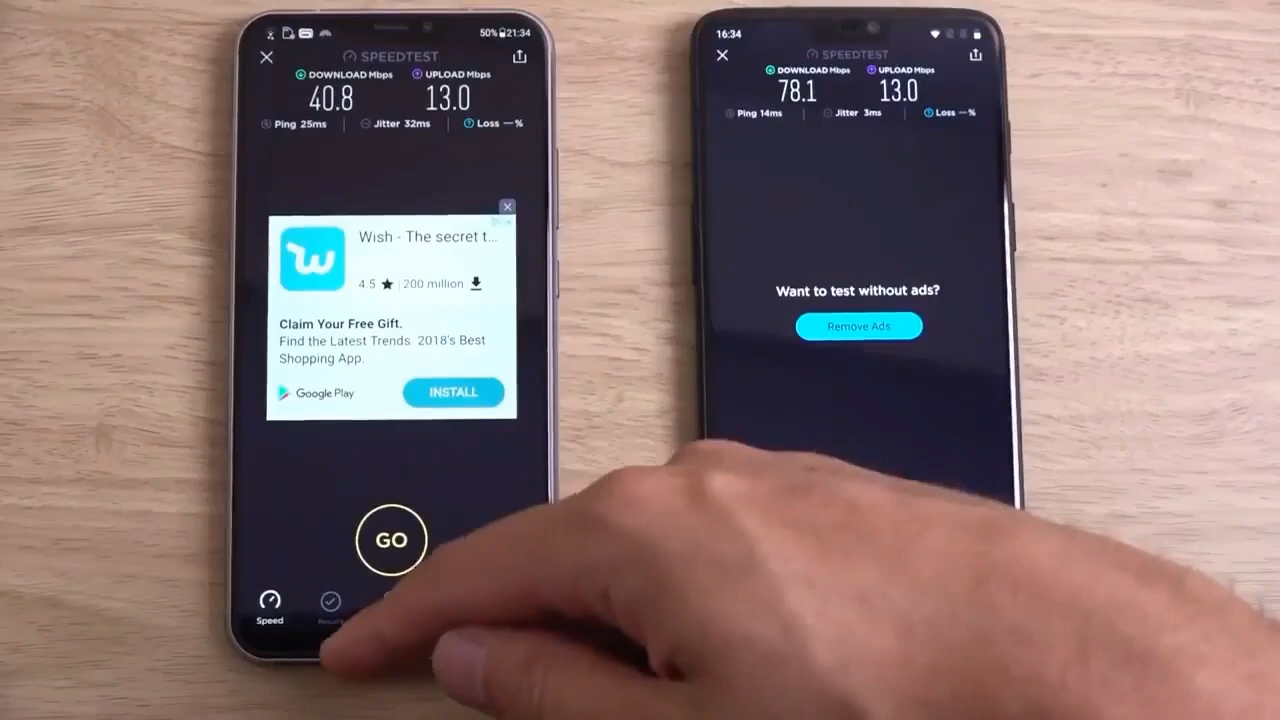 50% 21:34
SPEEDTEST
DOWNLOAD Mbps UPLOAD Mbps
40.8 13.0
Ping 25ms Jitter 32ms Loss —%
Wish - The secret t...
4.5 ★ 200 million
Claim Your Free Gift.
Find the Latest Trends. 2018's Best
Shopping App.
Google Play INSTALL
GO
Speed Results
16:34
SPEEDTEST
DOWNLOAD Mbps UPLOAD Mbps
78.1 13.0
Ping 14ms Jitter 3ms Loss —%
Want to test without ads?
Remove Ads